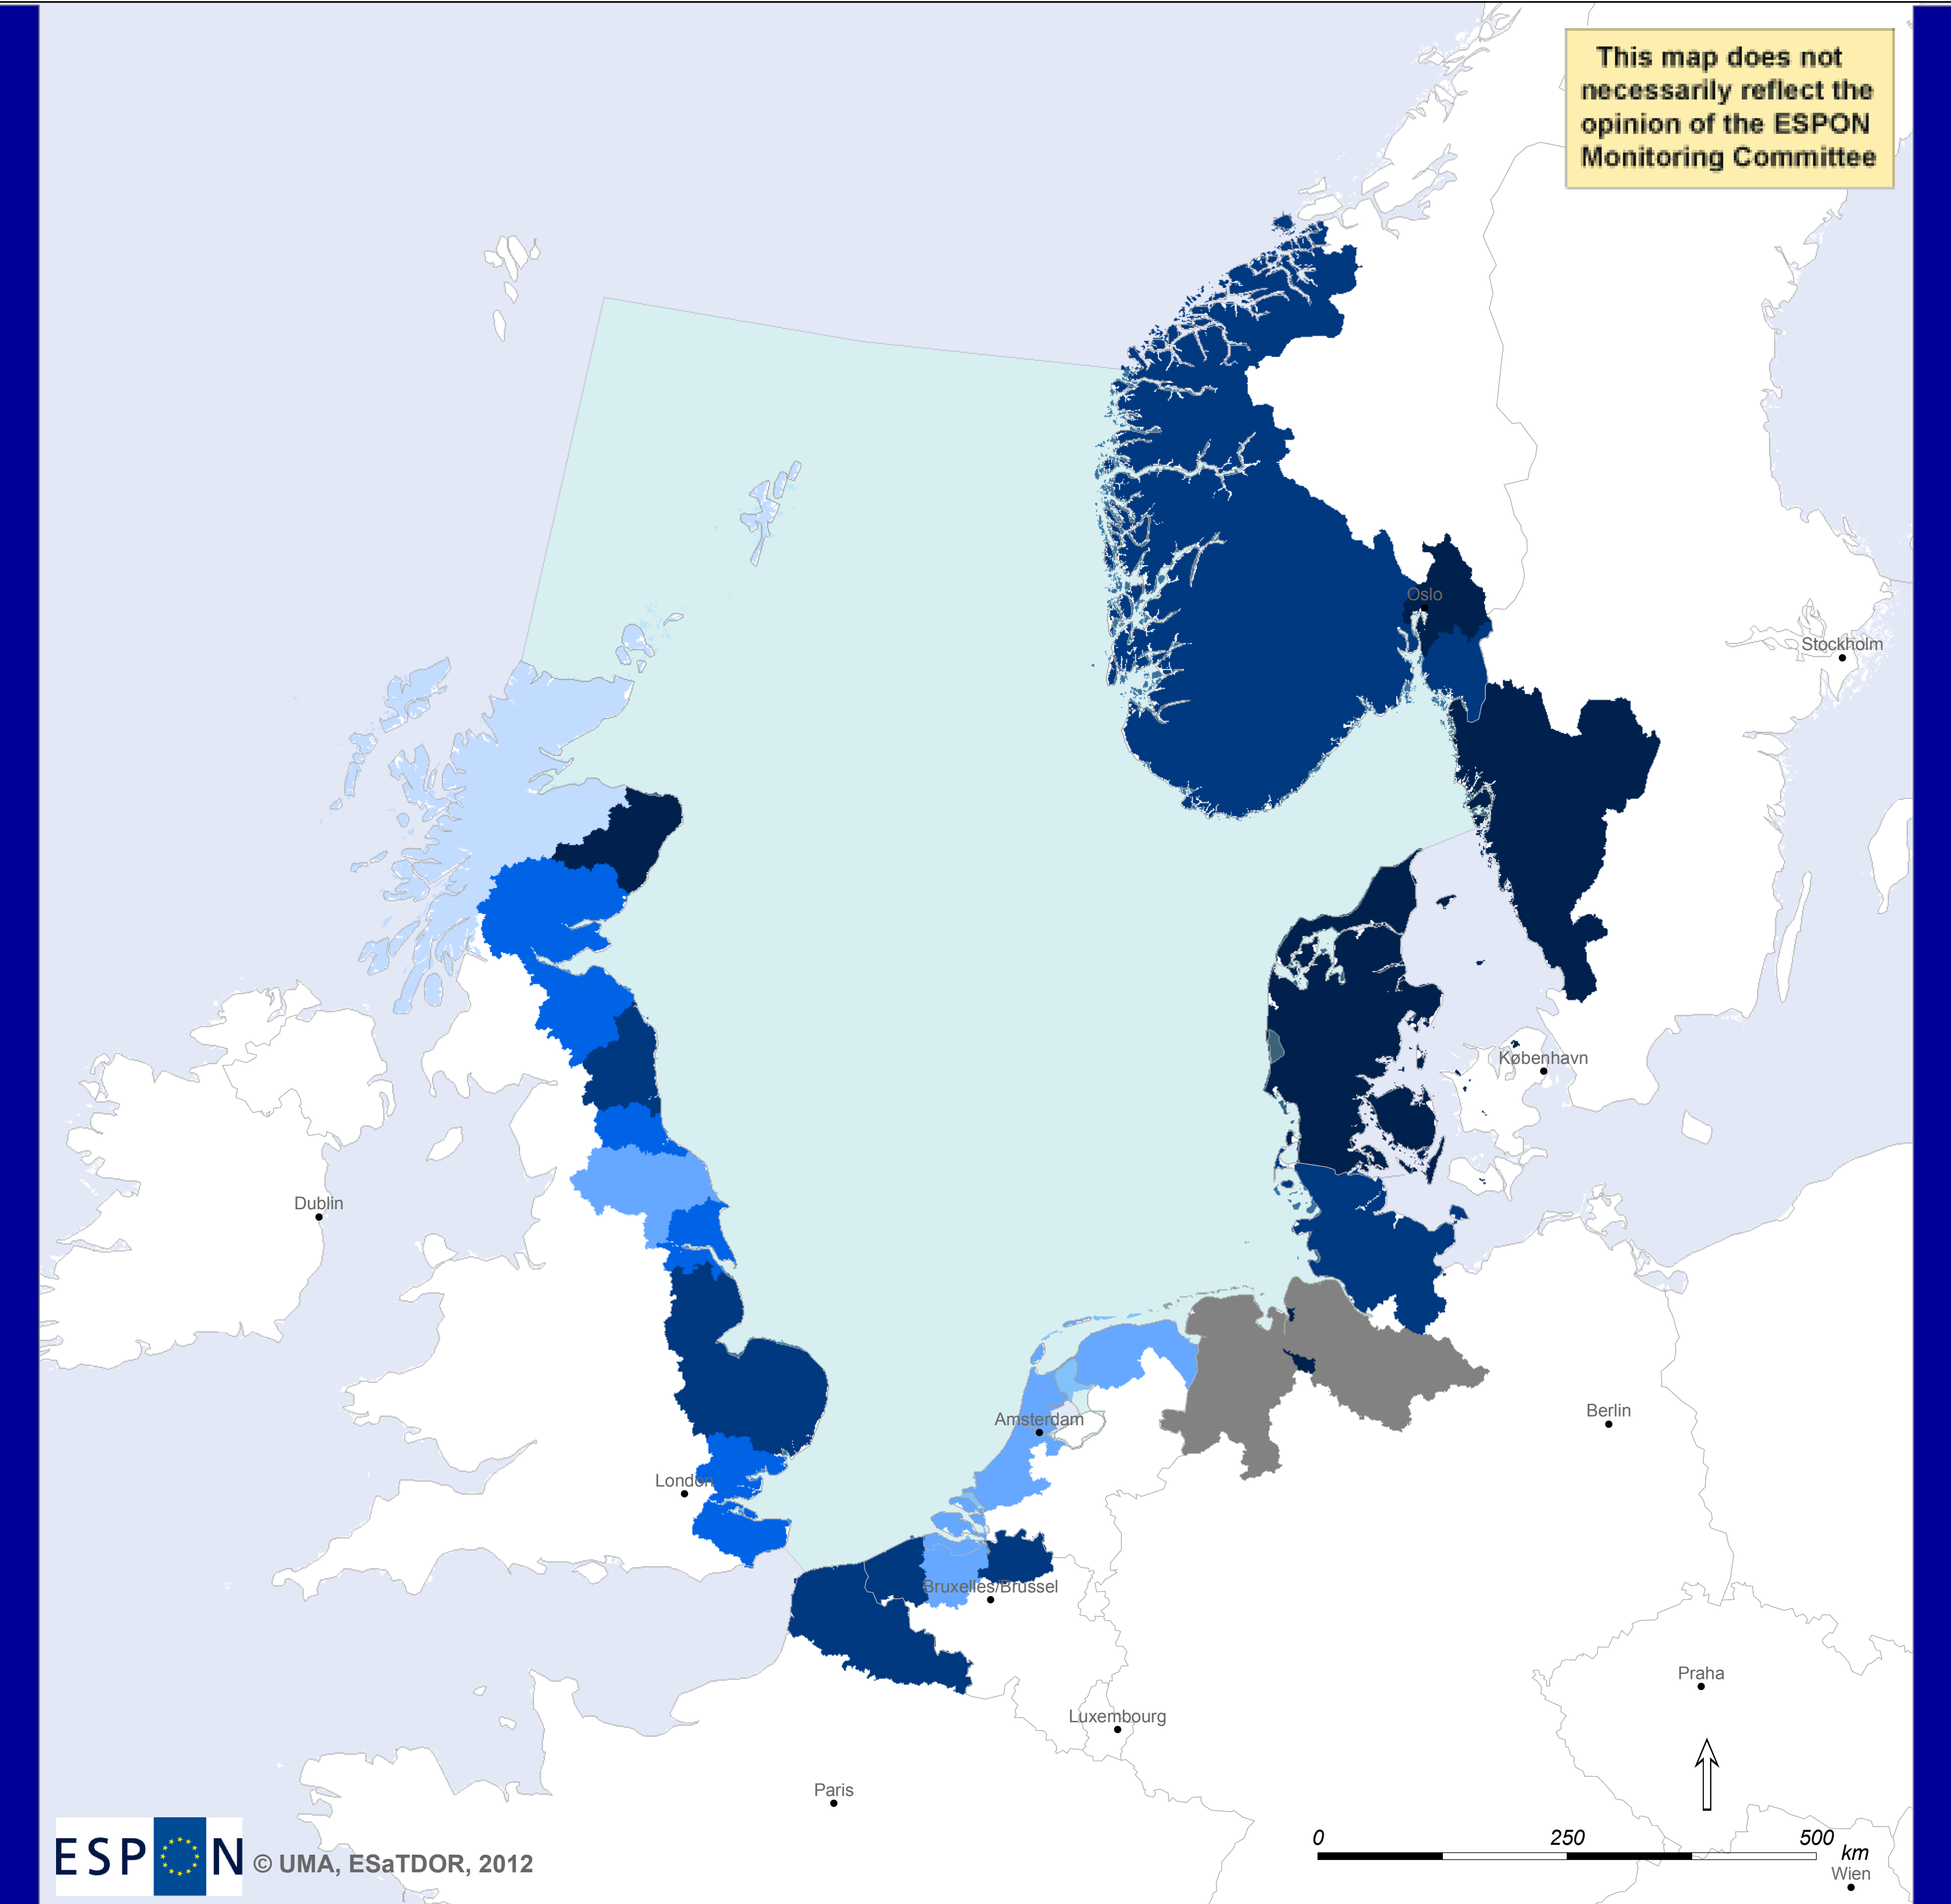 This map does not
necessarily reflect the
opinion of the ESPON
Monitoring Committee
Oslo
Stockholm
København
Dublin
Berlin
Amsterdam
London
Bruxelles/Brussel
Praha
Luxembourg
Paris
0 250 500
km
Wien
ESPON © UMA, ESaTDOR, 2012